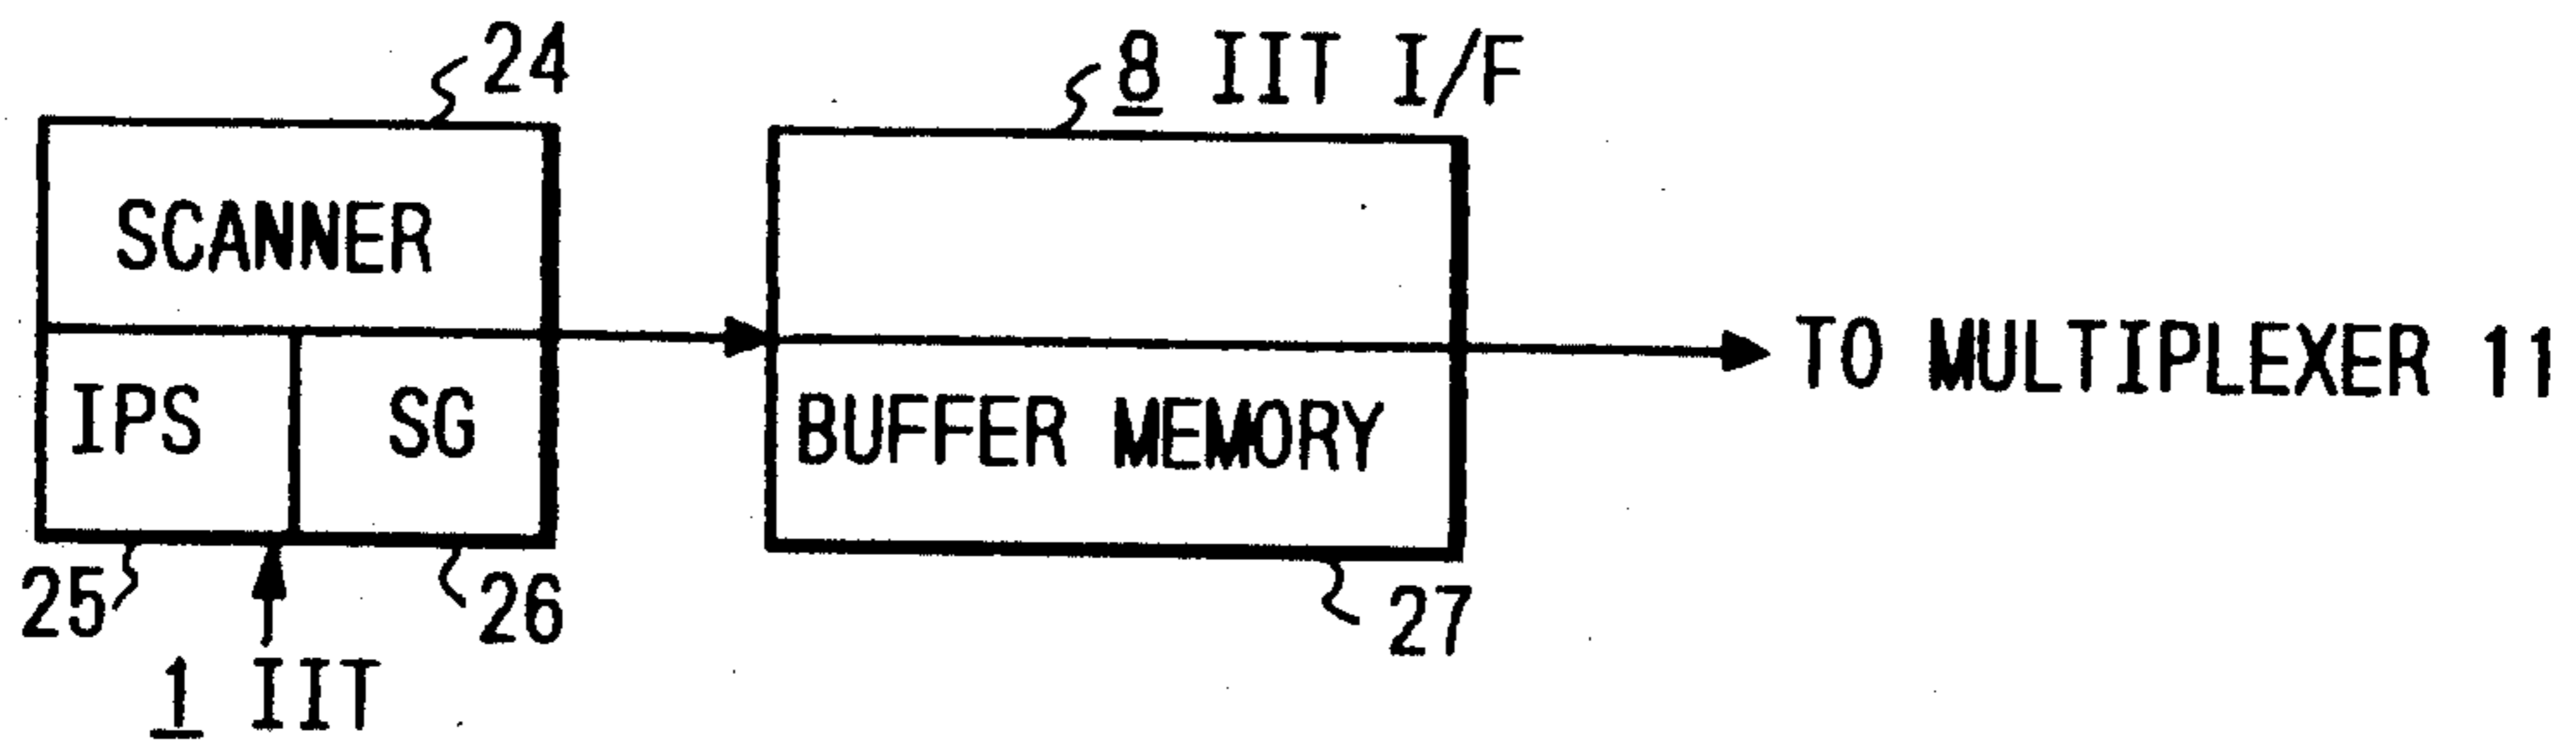 24
8 IIT I/F
SCANNER
IPS
SG
BUFFER MEMORY
TO MULTIPLEXER 11
25
26
27
1 IIT